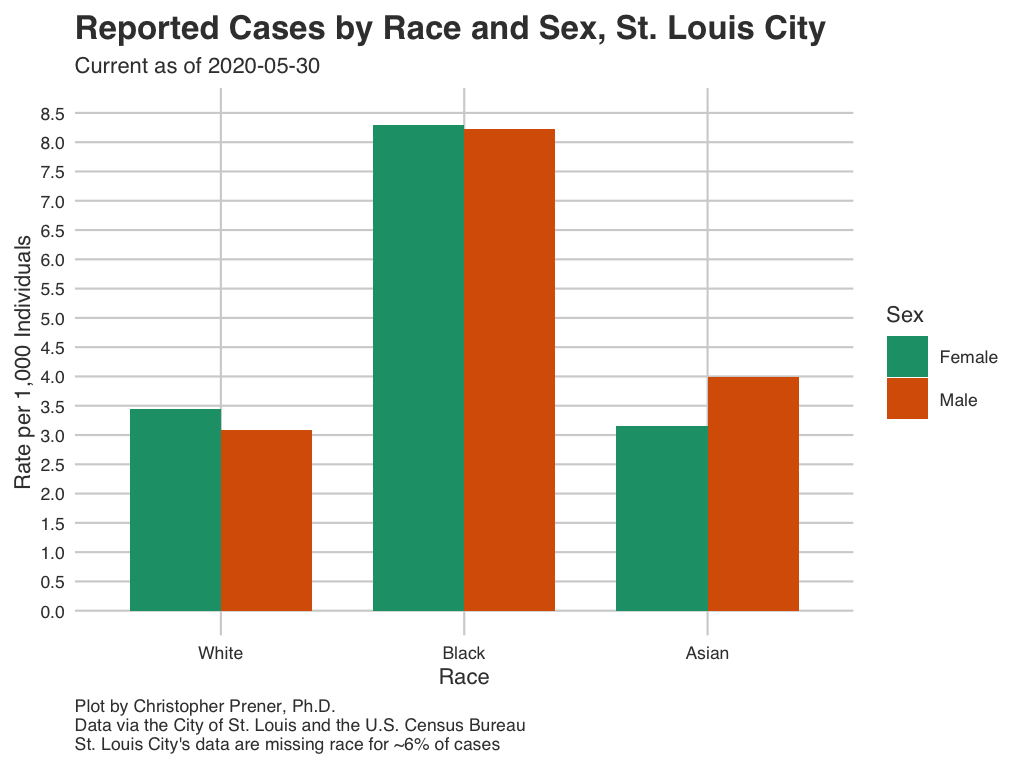 Reported Cases by Race and Sex, St. Louis City
Current as of 2020-05-30
Rate per 1,000 Individuals
8.5
8.0
7.5
7.0
6.5
6.0
5.5
5.0
4.5
4.0
3.5
3.0
2.5
2.0
1.5
1.0
0.5
0.0
White
Black
Asian
Race
Sex
Female
Male
Plot by Christopher Prener, Ph.D.
Data via the City of St. Louis and the U.S. Census Bureau
St. Louis City's data are missing race for ~6% of cases